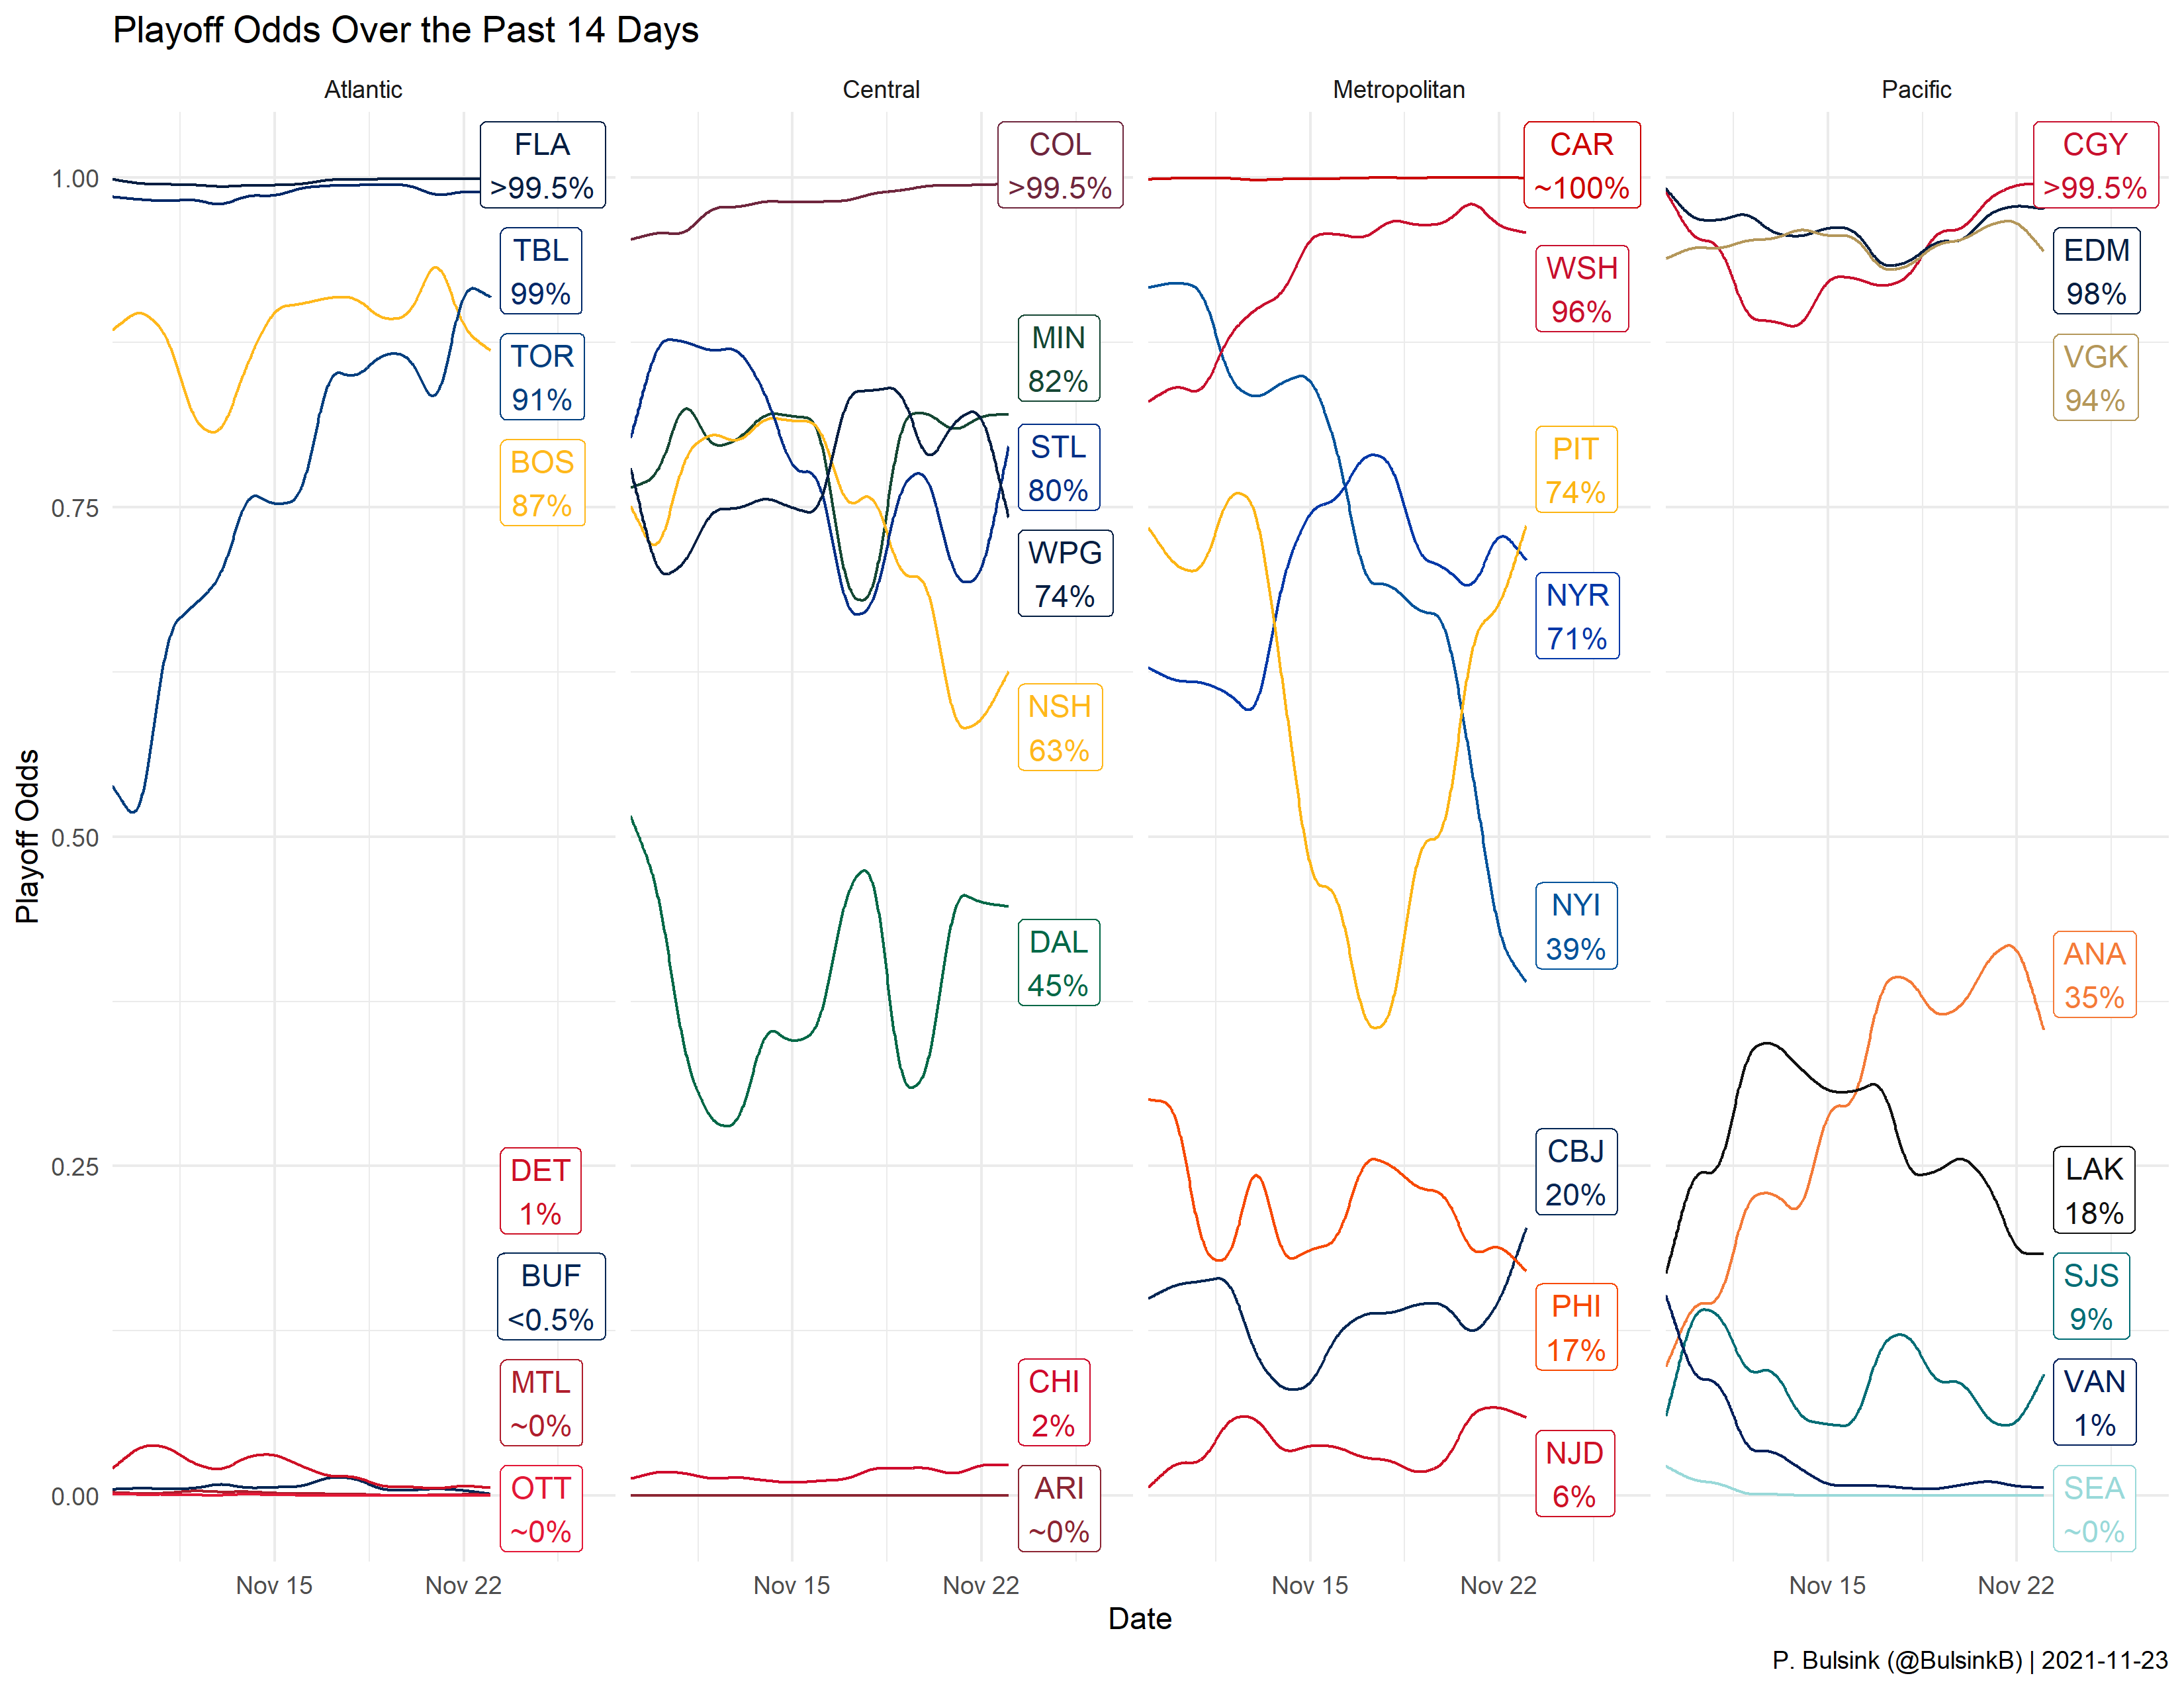 Playoff Odds Over the Past 14 Days
Atlantic
Central
Metropolitan
Pacific
Playoff Odds
1.00
0.75
0.50
0.25
0.00
FLA
>99.5%
TBL
99%
TOR
91%
BOS
87%
DET
1%
BUF
<0.5%
MTL
~0%
OTT
~0%
COL
>99.5%
MIN
82%
STL
80%
WPG
74%
NSH
63%
DAL
45%
CHI
2%
ARI
~0%
CAR
~100%
WSH
96%
PIT
74%
NYR
71%
NYI
39%
CBJ
20%
PHI
17%
NJD
6%
CGY
>99.5%
EDM
98%
VGK
94%
ANA
35%
LAK
18%
SJS
9%
VAN
1%
SEA
~0%
Nov 15
Nov 22
Nov 15
Nov 22
Nov 15
Nov 22
Nov 15
Nov 22
Date
P. Bulsink (@BulsinkB) | 2021-11-23